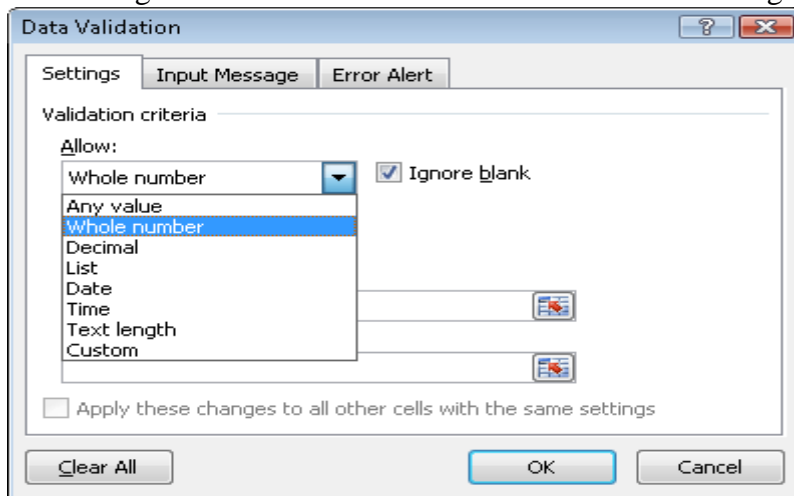 Data Validation
Settings Input Message Error Alert
Validation criteria
Allow:
Whole number Ignore blank
Any value
Whole number
Decimal
List
Date
Time
Text length
Custom
Apply these changes to all other cells with the same settings
Clear All OK Cancel